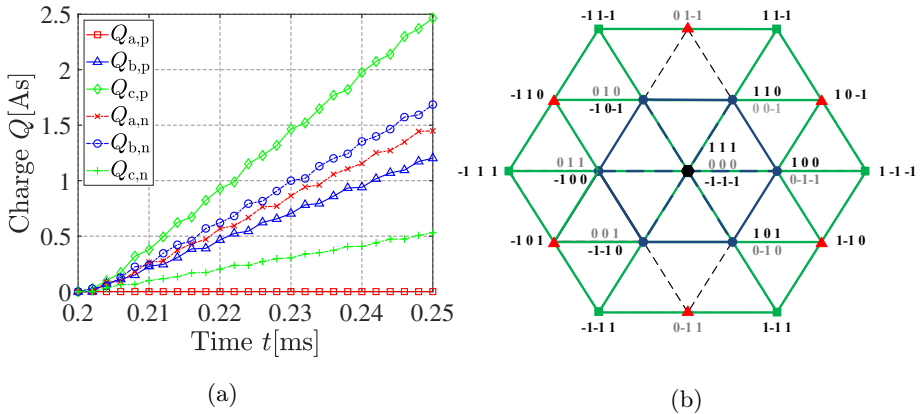 Charge Q[As]
2.5
2
1.5
1
0.5
0
Q_a,p
Q_b,p
Q_c,p
Q_a,n
Q_b,n
Q_c,n
0.2 0.21 0.22 0.23 0.24 0.25
Time t[ms]
(a)
-1 1-1 0 1-1 1 1-1
-1 1 0 0 1 0 1 1 0 1 0-1
-1 0-1 0 0-1
1 1 1
-1 1 1 0 1 1 0 0 0 1 0 0 1 -1-1
-1 0 0 -1-1-1 0-1-1
-1 0 1 0 0 1 1 0 1 1-1 0
-1-1 0 0-1 0
-1-1 1 0-1 1 1-1 1
(b)